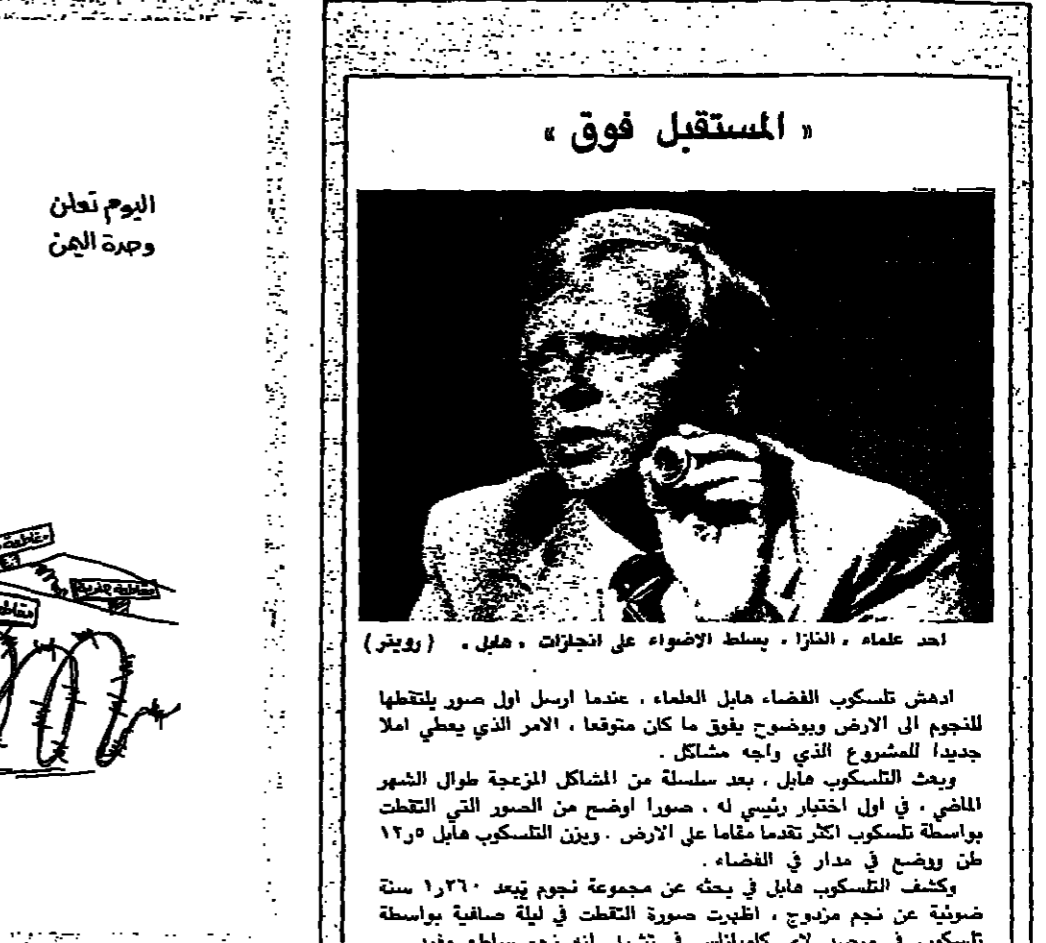 « المستقبل فوق »
احد علماء « النازا » يسلط الاضواء على انجازات « هابل » ( رويتر )
ادهش تلسكوب الفضاء هابل العلماء ، عندما ارسل اول صور يلتقطها
للنجوم الى الارض وبوضوح يفوق ما كان متوقعا ، الامر الذي يعطي املا
جديدا للمشروع الذي واجه مشاكل .
وبعث التلسكوب هابل ، بعد سلسلة من المشاكل المزعجة طوال الشهر
الماضي ، في اول اختبار رئيسي له ، صورا اوضح من الصور التي التقطت
بواسطة تلسكوب اكثر تقدما مقاما على الارض . ويزن التلسكوب هابل ٥ر١٢
طن ووضع في مدار في الفضاء .
وكشف التلسكوب هابل في بحثه عن مجموعة نجوم تبعد ٢٦٠ر١ سنة
ضوئية عن نجم مزدوج ، اظهرت صورة التقطت في ليلة صافية بواسطة
تلسكوب في
اليوم تعلن
وحدة اليمن
مقاطعة
مقاطعة